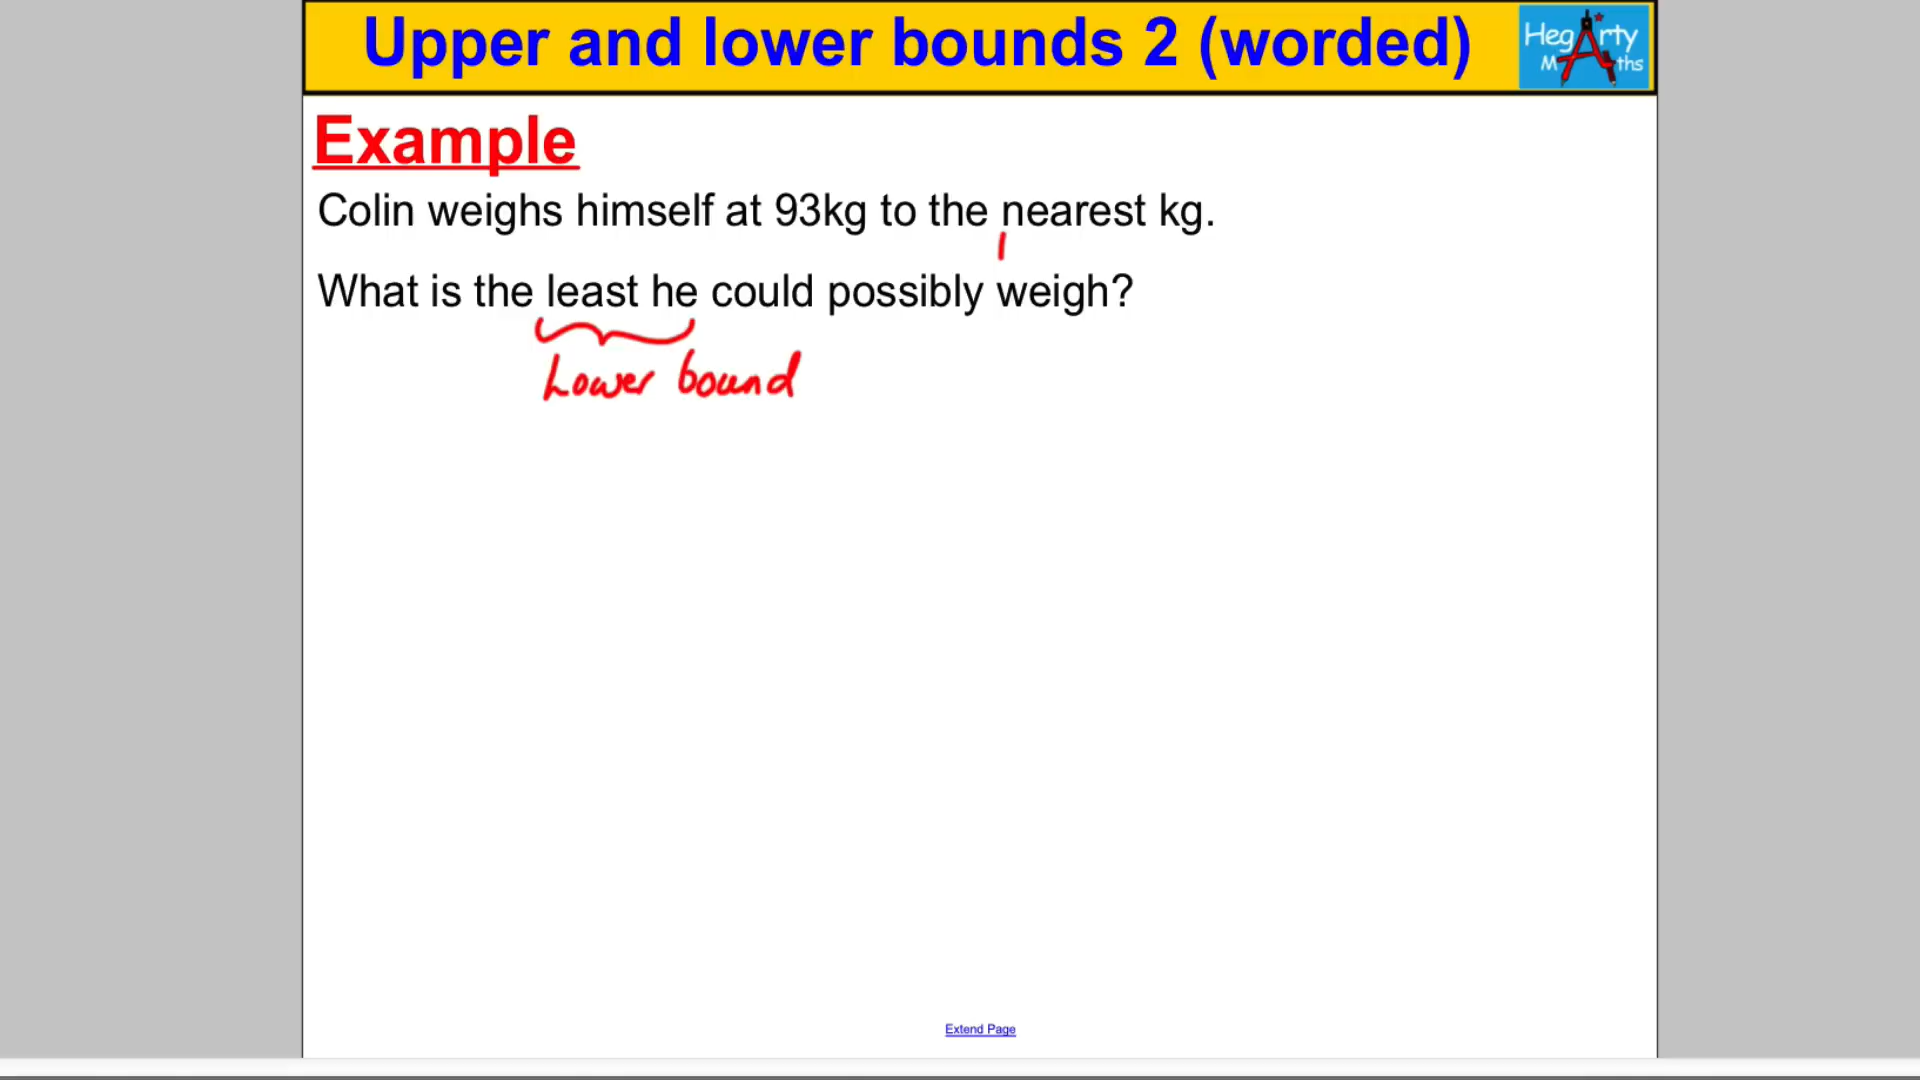 Upper and lower bounds 2 (worded)
HegArty
Maths
Example
Colin weighs himself at 93kg to the nearest kg.
What is the least he could possibly weigh?
Lower bound
Extend Page